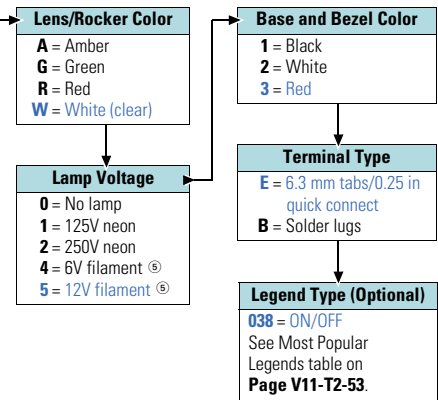 Lens/Rocker Color
A = Amber
G = Green
R = Red
W = White (clear)
Lamp Voltage
0 = No lamp
1 = 125V neon
2 = 250V neon
4 = 6V filament ⑤
5 = 12V filament ⑤
Base and Bezel Color
1 = Black
2 = White
3 = Red
Terminal Type
E = 6.3 mm tabs/0.25 in
quick connect
B = Solder lugs
Legend Type (Optional)
038 = ON/OFF
See Most Popular
Legends table on
Page V11-T2-53.